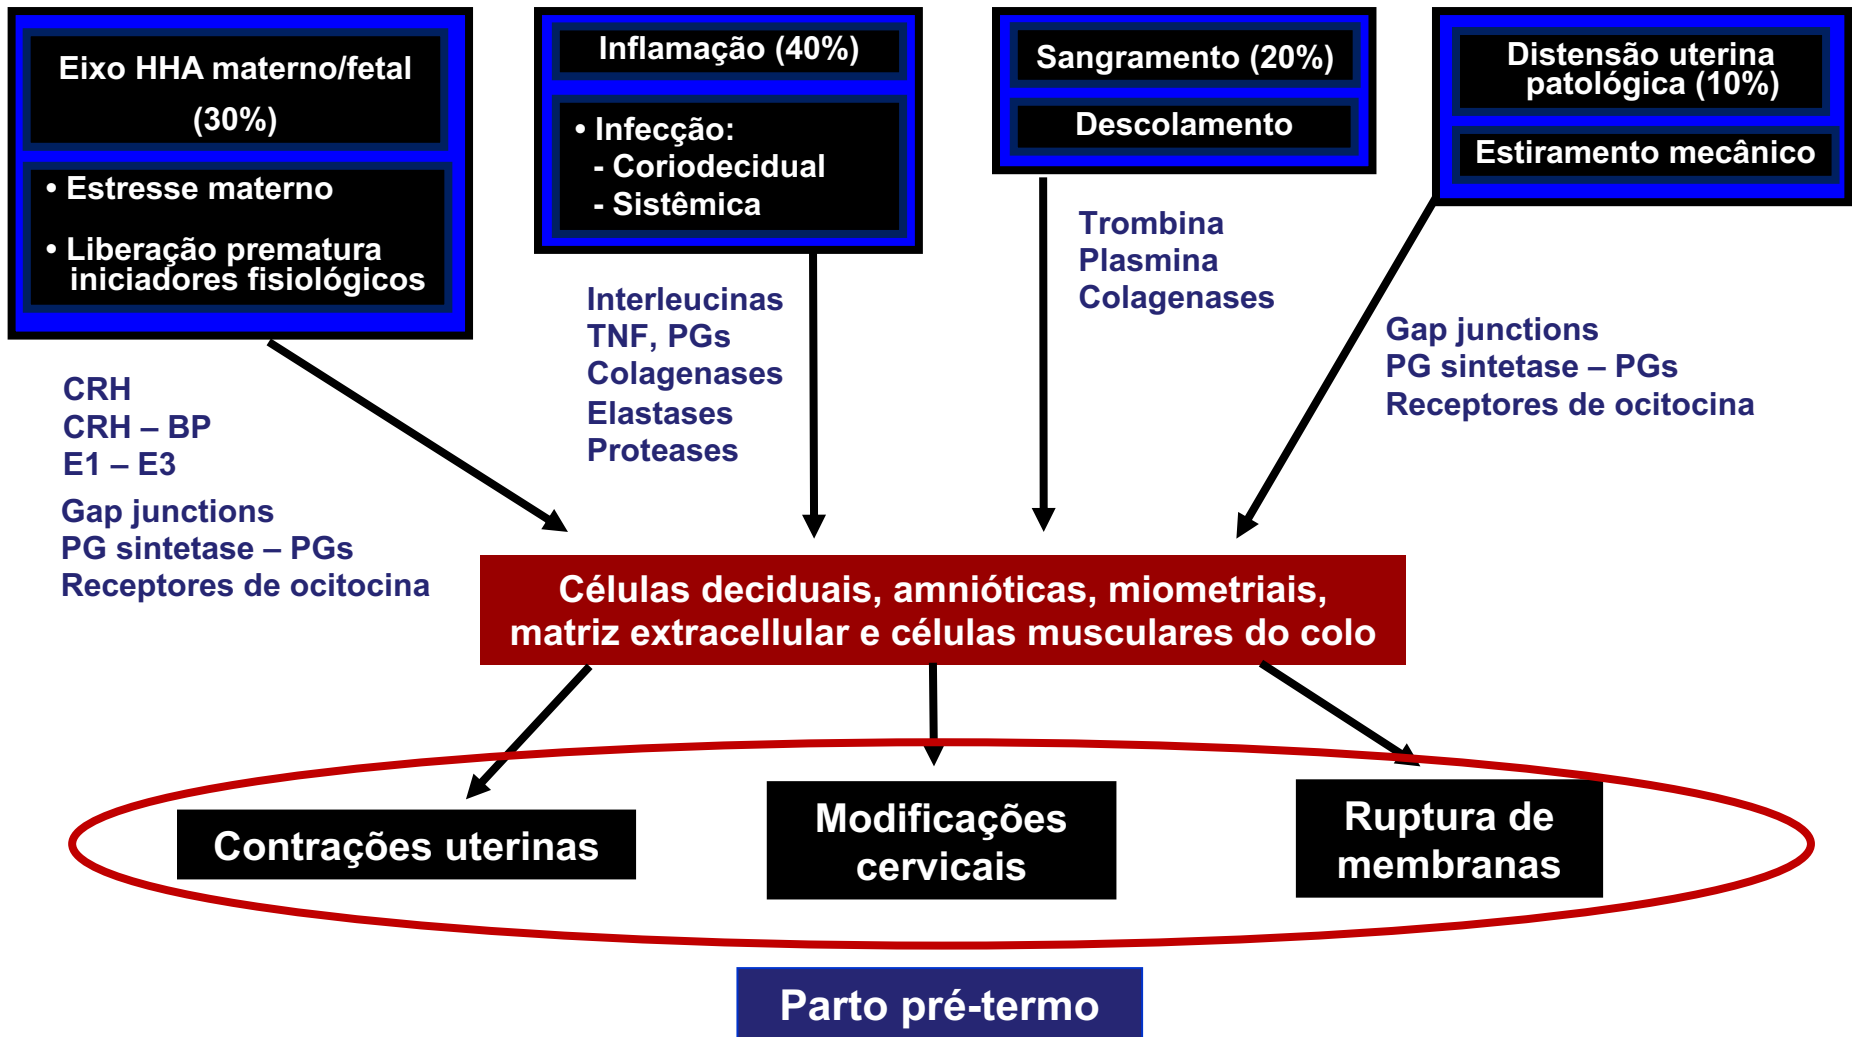 Eixo HHA materno/fetal
(30%)
• Estresse materno
• Liberação prematura
iniciadores fisiológicos
Inflamação (40%)
• Infecção:
- Coriodecidual
- Sistêmica
Sangramento (20%)
Descolamento
Distensão uterina
patológica (10%)
Estiramento mecânico
CRH
CRH – BP
E1 – E3
Gap junctions
PG sintetase – PGs
Receptores de ocitocina
Interleucinas
TNF, PGs
Colagenases
Elastases
Proteases
Trombina
Plasmina
Colagenases
Gap junctions
PG sintetase – PGs
Receptores de ocitocina
Células deciduais, amnióticas, miometriais,
matriz extracellular e células musculares do colo
Contrações uterinas
Modificações
cervicais
Ruptura de
membranas
Parto pré-termo